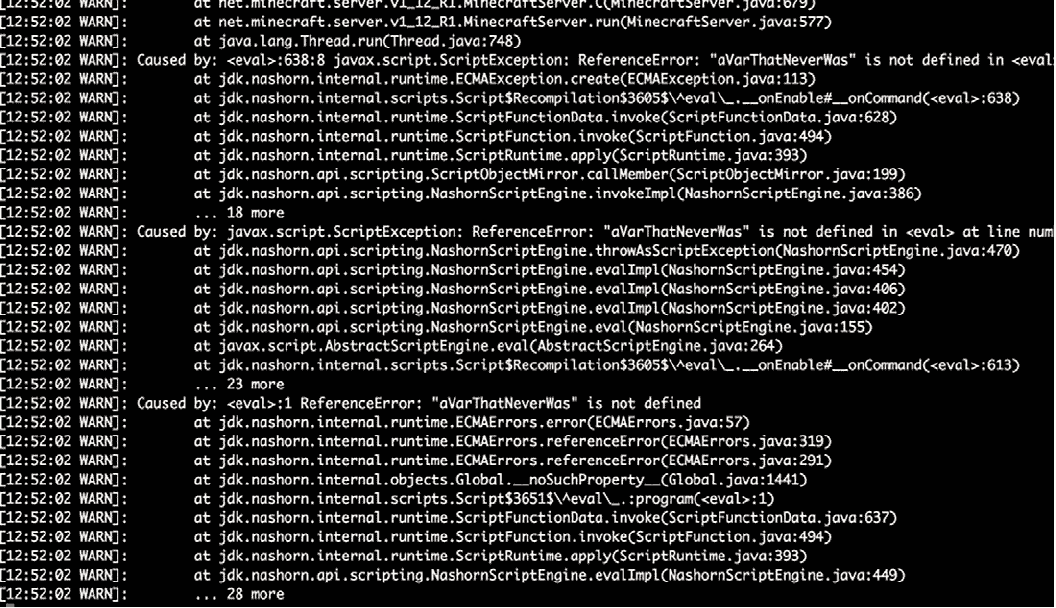 [12:52:02 WARN]: at net.minecraft.server.v1_12_R1.MinecraftServer.C(MinecraftServer.java:679)
[12:52:02 WARN]: at net.minecraft.server.v1_12_R1.MinecraftServer.run(MinecraftServer.java:577)
[12:52:02 WARN]: at java.lang.Thread.run(Thread.java:748)
[12:52:02 WARN]: Caused by: <eval>:638:8 javax.script.ScriptException: ReferenceError: "aVarThatNeverWas" is not defined in <eval>
[12:52:02 WARN]: at jdk.nashorn.internal.runtime.ECMAException.create(ECMAException.java:113)
[12:52:02 WARN]: at jdk.nashorn.internal.scripts.Script$Recompilation$3605$\^eval\_.__onEnable#__onCommand(<eval>:638)
[12:52:02 WARN]: at jdk.nashorn.internal.runtime.ScriptFunctionData.invoke(ScriptFunctionData.java:628)
[12:52:02 WARN]: at jdk.nashorn.internal.runtime.ScriptFunction.invoke(ScriptFunction.java:494)
[12:52:02 WARN]: at jdk.nashorn.internal.runtime.ScriptRuntime.apply(ScriptRuntime.java:393)
[12:52:02 WARN]: at jdk.nashorn.api.scripting.ScriptObjectMirror.callMember(ScriptObjectMirror.java:199)
[12:52:02 WARN]: at jdk.nashorn.api.scripting.NashornScriptEngine.invokeImpl(NashornScriptEngine.java:386)
[12:52:02 WARN]: ... 18 more
[12:52:02 WARN]: Caused by: javax.script.ScriptException: ReferenceError: "aVarThatNeverWas" is not defined in <eval> at line num
[12:52:02 WARN]: at jdk.nashorn.api.scripting.NashornScriptEngine.throwAsScriptException(NashornScriptEngine.java:470)
[12:52:02 WARN]: at jdk.nashorn.api.scripting.NashornScriptEngine.evalImpl(NashornScriptEngine.java:454)
[12:52:02 WARN]: at jdk.nashorn.api.scripting.NashornScriptEngine.evalImpl(NashornScriptEngine.java:406)
[12:52:02 WARN]: at jdk.nashorn.api.scripting.NashornScriptEngine.evalImpl(NashornScriptEngine.java:402)
[12:52:02 WARN]: at jdk.nashorn.api.scripting.NashornScriptEngine.eval(NashornScriptEngine.java:155)
[12:52:02 WARN]: at javax.script.AbstractScriptEngine.eval(AbstractScriptEngine.java:264)
[12:52:02 WARN]: at jdk.nashorn.internal.scripts.Script$Recompilation$3605$\^eval\_.__onEnable#__onCommand(<eval>:613)
[12:52:02 WARN]: ... 23 more
[12:52:02 WARN]: Caused by: <eval>:1 ReferenceError: "aVarThatNeverWas" is not defined
[12:52:02 WARN]: at jdk.nashorn.internal.runtime.ECMAErrors.error(ECMAErrors.java:57)
[12:52:02 WARN]: at jdk.nashorn.internal.runtime.ECMAErrors.referenceError(ECMAErrors.java:319)
[12:52:02 WARN]: at jdk.nashorn.internal.runtime.ECMAErrors.referenceError(ECMAErrors.java:291)
[12:52:02 WARN]: at jdk.nashorn.internal.objects.Global.__noSuchProperty__(Global.java:1441)
[12:52:02 WARN]: at jdk.nashorn.internal.scripts.Script$3651$\^eval\_.:program(<eval>:1)
[12:52:02 WARN]: at jdk.nashorn.internal.runtime.ScriptFunctionData.invoke(ScriptFunctionData.java:637)
[12:52:02 WARN]: at jdk.nashorn.internal.runtime.ScriptFunction.invoke(ScriptFunction.java:494)
[12:52:02 WARN]: at jdk.nashorn.internal.runtime.ScriptRuntime.apply(ScriptRuntime.java:393)
[12:52:02 WARN]: at jdk.nashorn.api.scripting.NashornScriptEngine.evalImpl(NashornScriptEngine.java:449)
[12:52:02 WARN]: ... 28 more